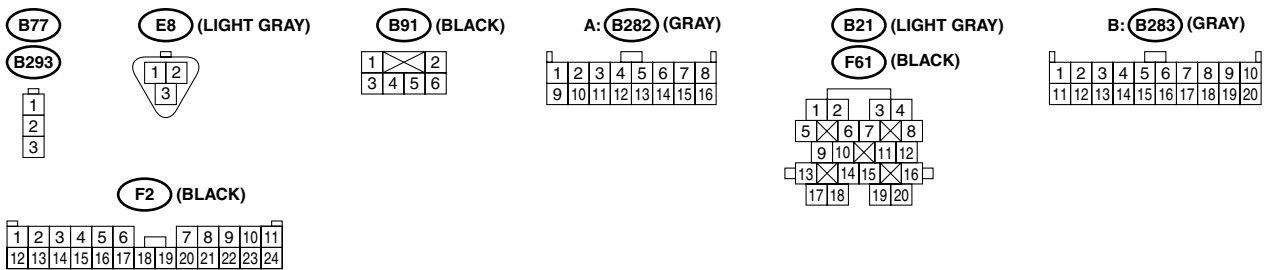 B77
B293
1
2
3
E8 (LIGHT GRAY)
1 2
3
B91 (BLACK)
1 2
3 4 5 6
A: B282 (GRAY)
1 2 3 4 5 6 7 8
9 10 11 12 13 14 15 16
B21 (LIGHT GRAY)
F61 (BLACK)
1 2 3 4
5 6 7 8
9 10 11 12
13 14 15 16
17 18 19 20
B: B283 (GRAY)
1 2 3 4 5 6 7 8 9 10
11 12 13 14 15 16 17 18 19 20
F2 (BLACK)
1 2 3 4 5 6 7 8 9 10 11
12 13 14 15 16 17 18 19 20 21 22 23 24